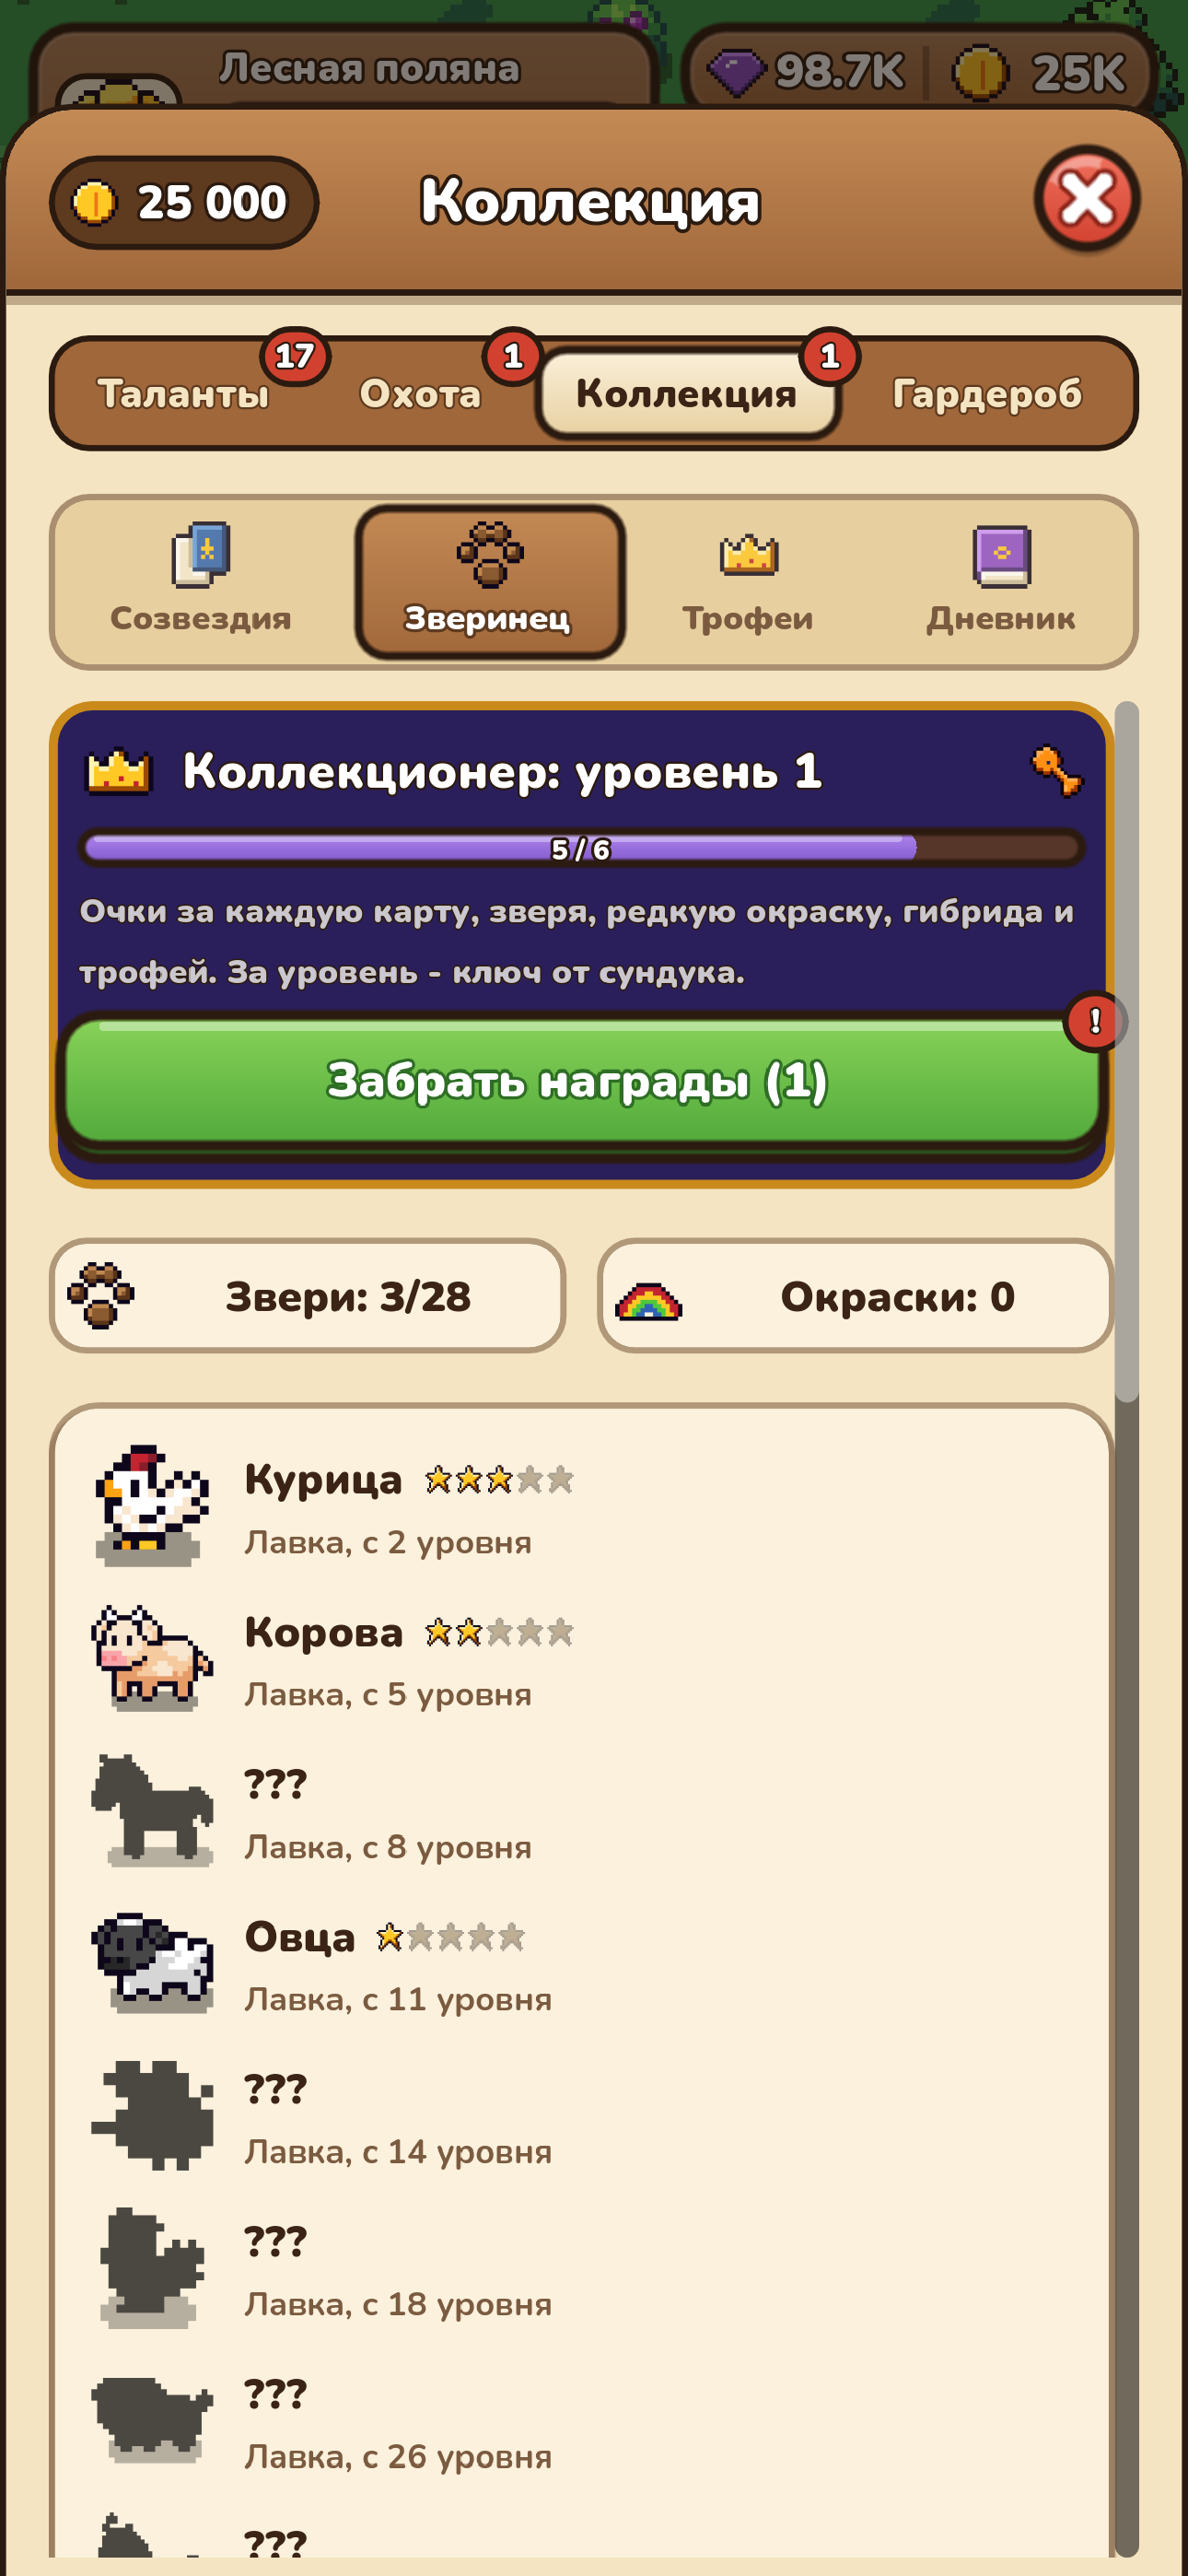 Лесная поляна
98.7K
25K
25 000
Коллекция
17
1
1
Таланты
Охота
Коллекция
Гардероб
Созвездия
Зверинец
Трофеи
Дневник
Коллекционер: уровень 1
5 / 6
Очки за каждую карту, зверя, редкую окраску, гибрида и
трофей. За уровень - ключ от сундука.
!
Забрать награды (1)
Звери: 3/28
Окраски: 0
Курица
Лавка, с 2 уровня
Корова
Лавка, с 5 уровня
???
Лавка, с 8 уровня
Овца
Лавка, с 11 уровня
???
Лавка, с 14 уровня
???
Лавка, с 18 уровня
???
Лавка, с 26 уровня
???